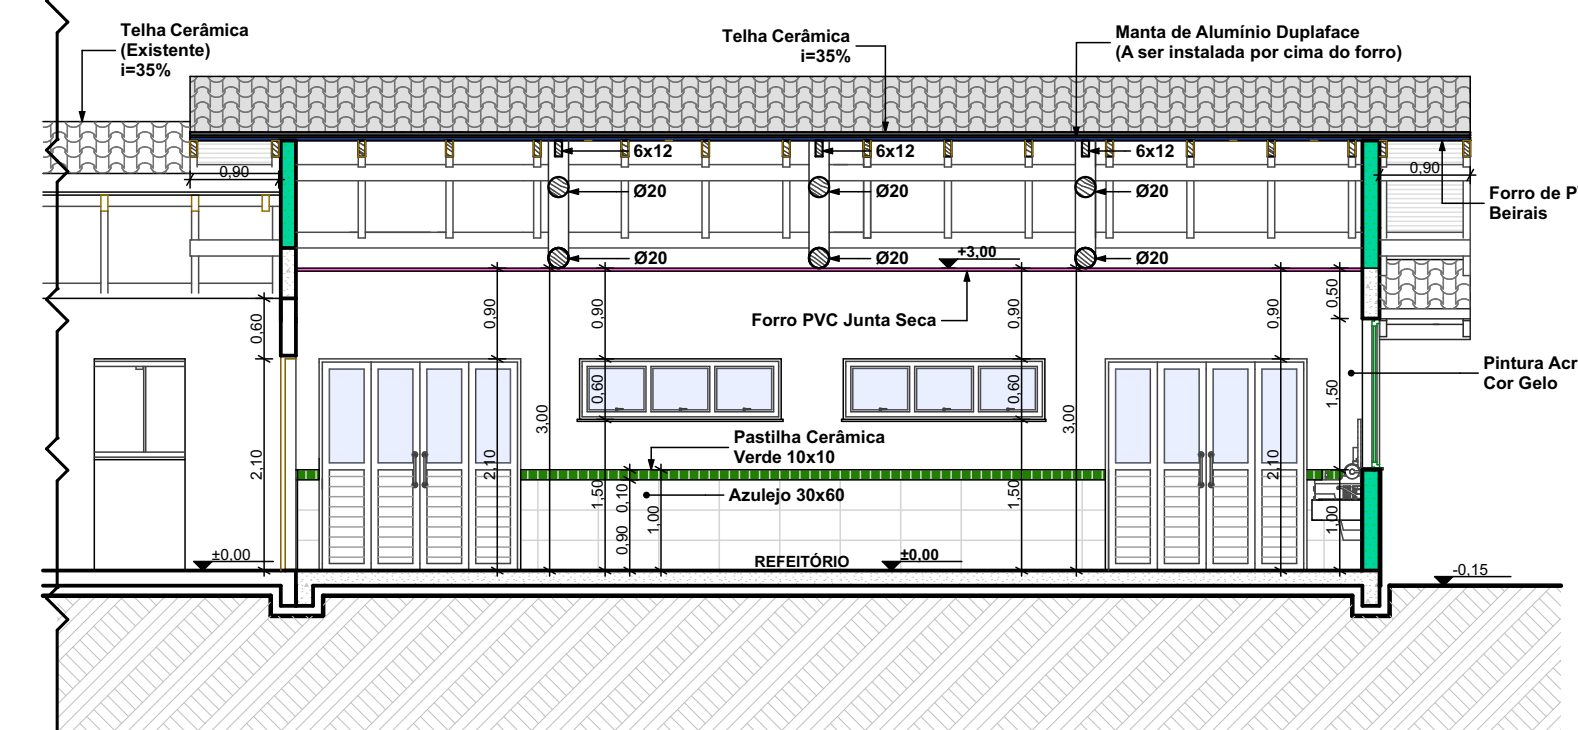 Telha Cerâmica
(Existente)
i=35%
Telha Cerâmica
i=35%
Manta de Alumínio Duplaface
(A ser instalada por cima do forro)
6x12
6x12
6x12
0,90
0,90
Ø20
Ø20
Ø20
Forro de P
Beirais
+3,00
Ø20
Ø20
Ø20
0,60
0,90
0,90
0,90
0,90
0,50
Forro PVC Junta Seca
Pintura Acr
Cor Gelo
0,60
0,60
1,50
3,00
3,00
Pastilha Cerâmica
Verde 10x10
2,10
2,10
2,10
1,50
0,10
Azulejo 30x60
1,50
0,90
1,00
1,00
±0,00
REFEITÓRIO
±0,00
-0,15